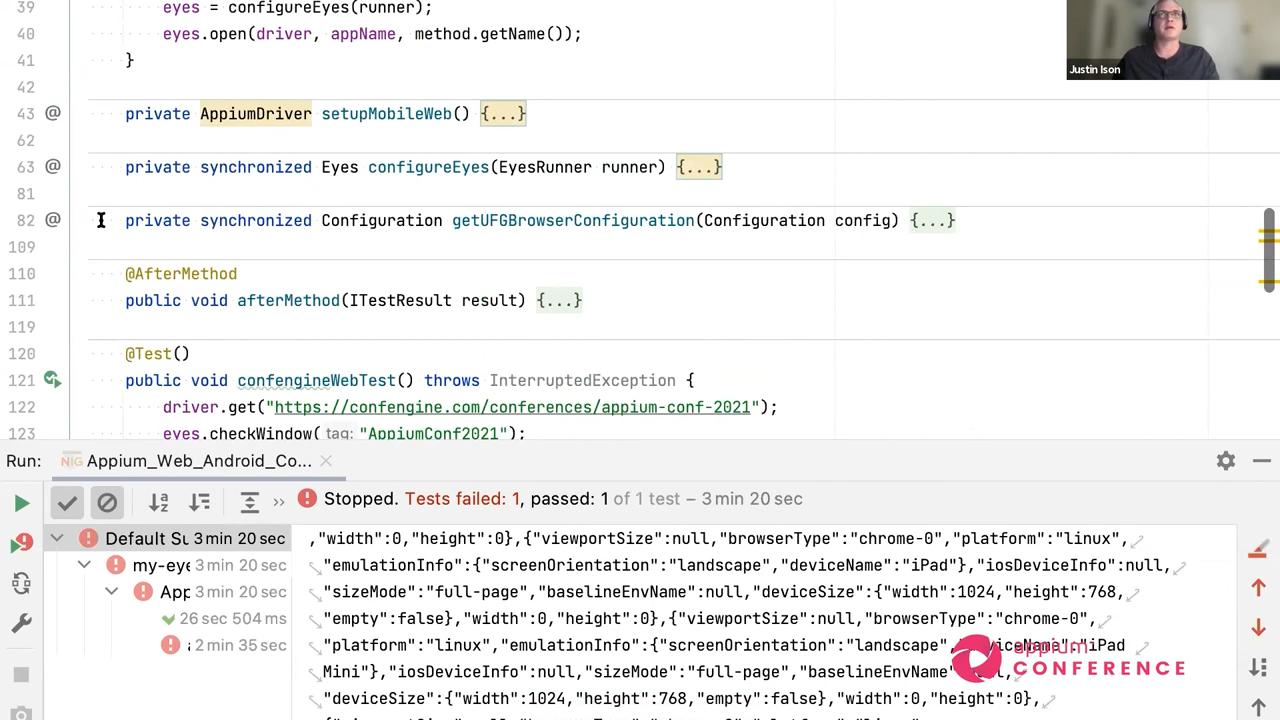 39 eyes = configureEyes(runner);
40 eyes.open(driver, appName, method.getName());
41 }
42
43 @ private AppiumDriver setupMobileWeb() {...}
62
63 @ private synchronized Eyes configureEyes(EyesRunner runner) {...}
81
82 @ private synchronized Configuration getUFGBrowserConfiguration(Configuration config) {...}
109
110 @AfterMethod
111 public void afterMethod(ITestResult result) {...}
119
120 @Test()
121 public void confengineWebTest() throws InterruptedException {
122 driver.get("https://confengine.com/conferences/appium-conf-2021");
123 eyes.checkWindow( tag: "AppiumConf2021");
Justin Ison
Run: NG Appium_Web_Android_Co...
Stopped. Tests failed: 1, passed: 1 of 1 test – 3 min 20 sec
Default Su 3 min 20 sec
my-eye 3 min 20 sec
App 3 min 20 sec
26 sec 504 ms
2 min 35 sec
,"width":0,"height":0},{"viewportSize":null,"browserType":"chrome-0","platform":"linux",
"emulationInfo":{"screenOrientation":"landscape","deviceName":"iPad"},"iosDeviceInfo":null,
"sizeMode":"full-page","baselineEnvName":null,"deviceSize":{"width":1024,"height":768,
"empty":false},"width":0,"height":0},{"viewportSize":null,"browserType":"chrome-0",
"platform":"linux","emulationInfo":{"screenOrientation":"landscape", "iPad
Mini"},"iosDeviceInfo":null,"sizeMode":"full-page","baselineEnvName"
"deviceSize":{"width":1024,"height":768,"empty":false},"width":0,"height":0},
appium
CONFERENCE